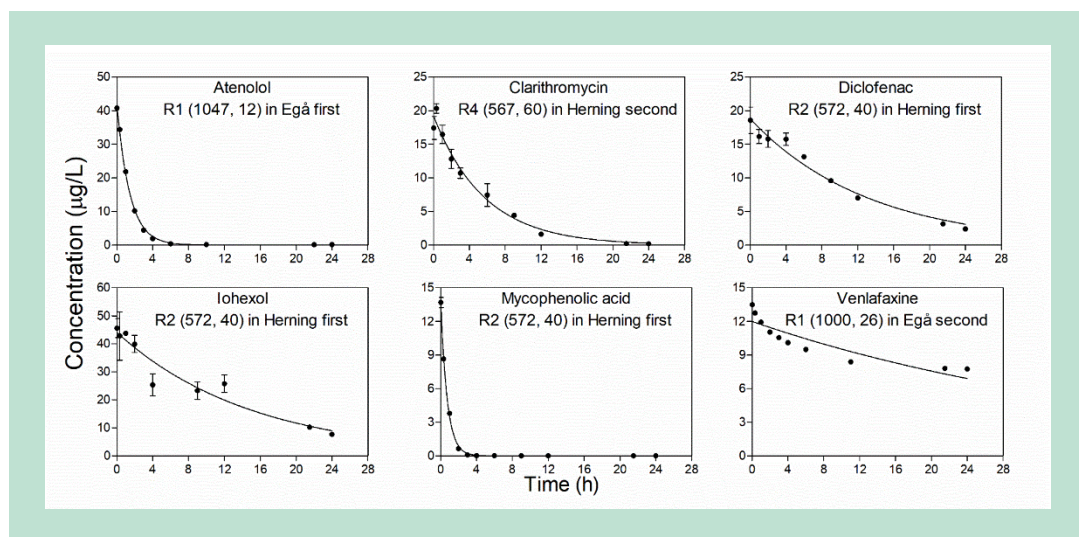 Atenolol
R1 (1047, 12) in Egå first
50
40
30
20
10
0
0 4 8 12 16 20 24 28
Clarithromycin
R4 (567, 60) in Herning second
25
20
15
10
5
0
0 4 8 12 16 20 24 28
Diclofenac
R2 (572, 40) in Herning first
25
20
15
10
5
0
0 4 8 12 16 20 24 28
Concentration (µg/L)
Iohexol
R2 (572, 40) in Herning first
60
50
40
30
20
10
0
0 4 8 12 16 20 24 28
Mycophenolic acid
R2 (572, 40) in Herning first
15
12
9
6
3
0
0 4 8 12 16 20 24 28
Venlafaxine
R1 (1000, 26) in Egå second
15
12
9
6
3
0
0 4 8 12 16 20 24 28
Time (h)